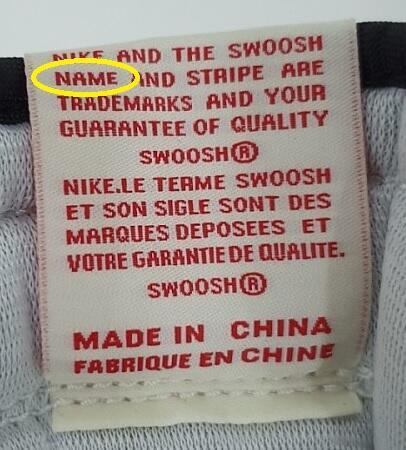 NIKE AND THE SWOOSH
NAME AND STRIPE ARE
TRADEMARKS AND YOUR
GUARANTEE OF QUALITY
SWOOSH®
NIKE.LE TERME SWOOSH
ET SON SIGLE SONT DES
MARQUES DEPOSEES ET
VOTRE GARANTIE DE QUALITE.
SWOOSH®
MADE IN CHINA
FABRIQUE EN CHINE